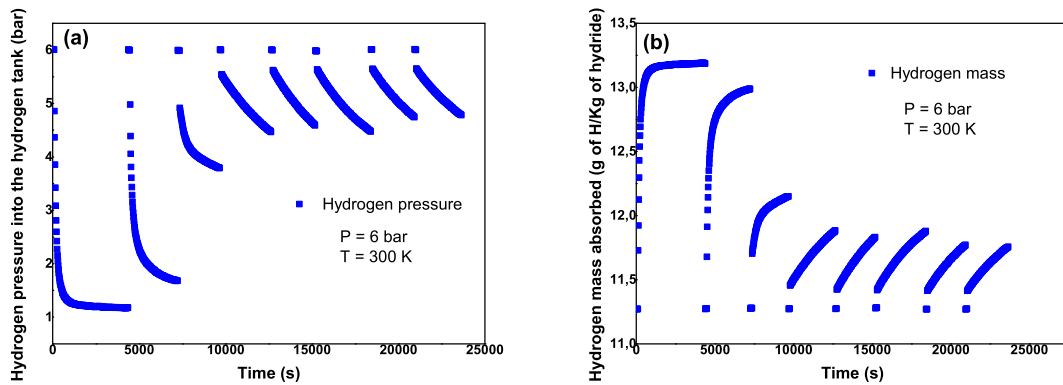 Hydrogen pressure into the hydrogen tank (bar)
(a)
6
5
4
3
2
1
Hydrogen pressure
P = 6 bar
T = 300 K
0 5000 10000 15000 20000 25000
Time (s)
Hydrogen mass absorbed (g of H/Kg of hydride)
(b)
13,5
13,0
12,5
12,0
11,5
11,0
Hydrogen mass
P = 6 bar
T = 300 K
0 5000 10000 15000 20000 25000
Time (s)